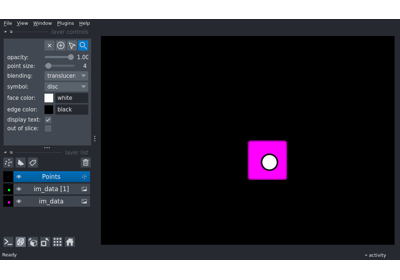 File View Window Plugins Help
layer controls
opacity: 1.00
point size: 4
blending: translucen
symbol: disc
face color: white
edge color: black
display text:
out of slice:
layer list
Points
im_data [1]
im_data
Ready
activity